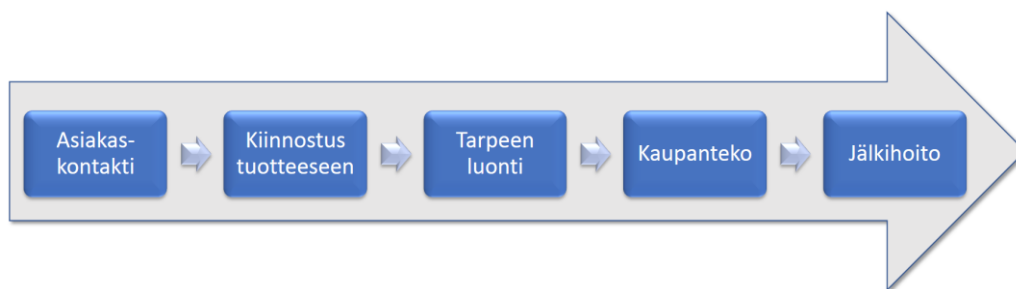 Asiakas-
kontakti
Kiinnostus
tuotteeseen
Tarpeen
luonti
Kaupanteko
Jälkihoito